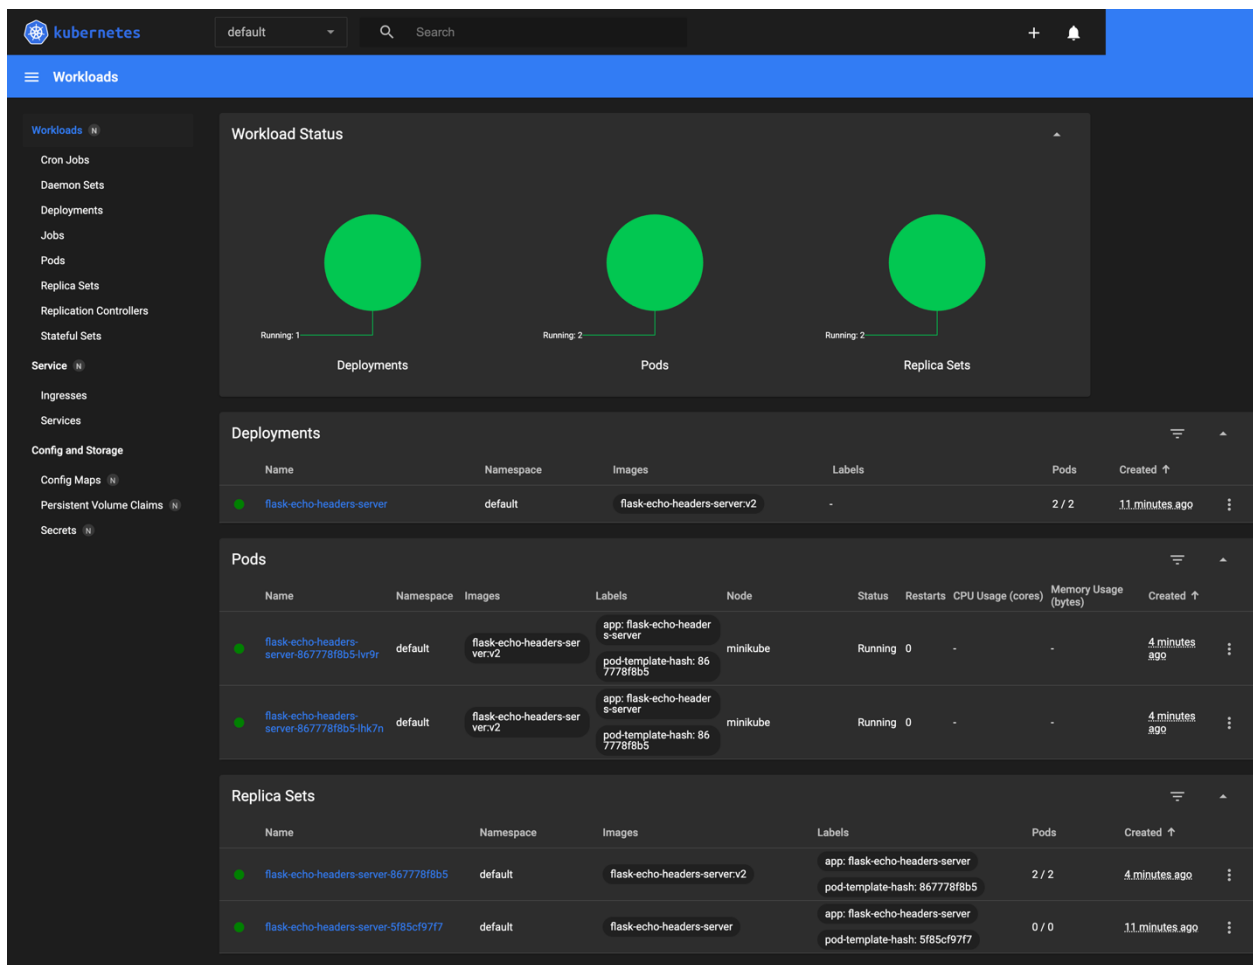 kubernetes default Search
Workloads
Workloads N
Cron Jobs
Daemon Sets
Deployments
Jobs
Pods
Replica Sets
Replication Controllers
Stateful Sets
Service N
Ingresses
Services
Config and Storage
Config Maps N
Persistent Volume Claims N
Secrets N
Workload Status
Running: 1
Running: 2
Running: 2
Deployments
Pods
Replica Sets
Deployments
Name Namespace Images Labels Pods Created
flask-echo-headers-server default flask-echo-headers-server:v2 - 2 / 2 11 minutes ago
Pods
Name Namespace Images Labels Node Status Restarts CPU Usage (cores) Memory Usage
(bytes) Created
flask-echo-headers-
server-867778f8b5-lvr9r
default
flask-echo-headers-ser
ver:v2
app: flask-echo-header
s-server
pod-template-hash: 86
7778f8b5
minikube
Running 0 - -
4 minutes
ago
flask-echo-headers-
server-867778f8b5-lhk7n
default
flask-echo-headers-ser
ver:v2
app: flask-echo-header
s-server
pod-template-hash: 86
7778f8b5
minikube
Running 0 - -
4 minutes
ago
Replica Sets
Name Namespace Images Labels Pods Created
flask-echo-headers-server-867778f8b5 default flask-echo-headers-server:v2
app: flask-echo-headers-server
pod-template-hash: 867778f8b5
2 / 2 4 minutes ago
flask-echo-headers-server-5f85cf97f7 default flask-echo-headers-server
app: flask-echo-headers-server
pod-template-hash: 5f85cf97f7
0 / 0 11 minutes ago